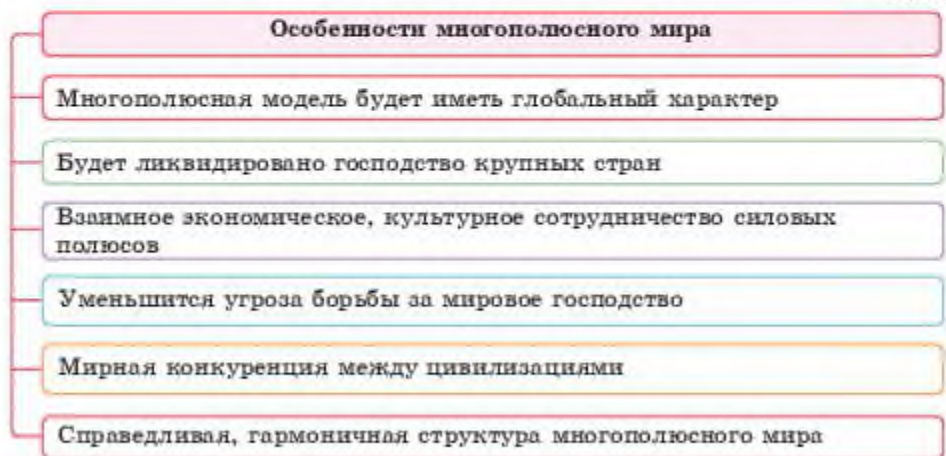 Особенности многополюсного мира
Многополюсная модель будет иметь глобальный характер
Будет ликвидировано господство крупных стран
Взаимное экономическое, культурное сотрудничество силовых
полюсов
Уменьшится угроза борьбы за мировое господство
Мирная конкуренция между цивилизациями
Справедливая, гармоничная структура многополюсного мира